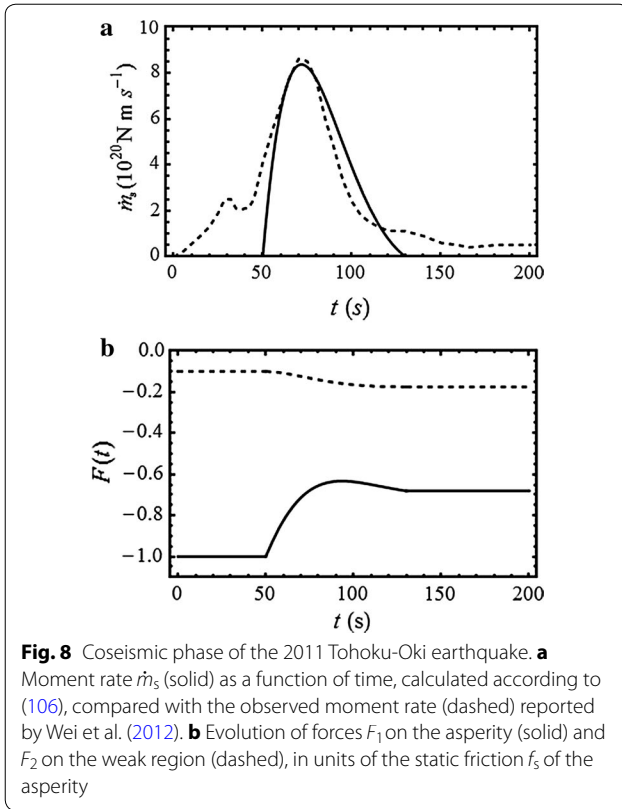 a
10
8
6
4
2
0
ṁs (10²⁰ N m s⁻¹)
0 50 100 150 200
t (s)
b
0.0
−0.2
−0.4
−0.6
−0.8
−1.0
F(t)
0 50 100 150 200
t (s)
Fig. 8 Coseismic phase of the 2011 Tohoku-Oki earthquake. a
Moment rate ṁs (solid) as a function of time, calculated according to
(106), compared with the observed moment rate (dashed) reported
by Wei et al. (2012). b Evolution of forces F1 on the asperity (solid) and
F2 on the weak region (dashed), in units of the static friction fs of the
asperity